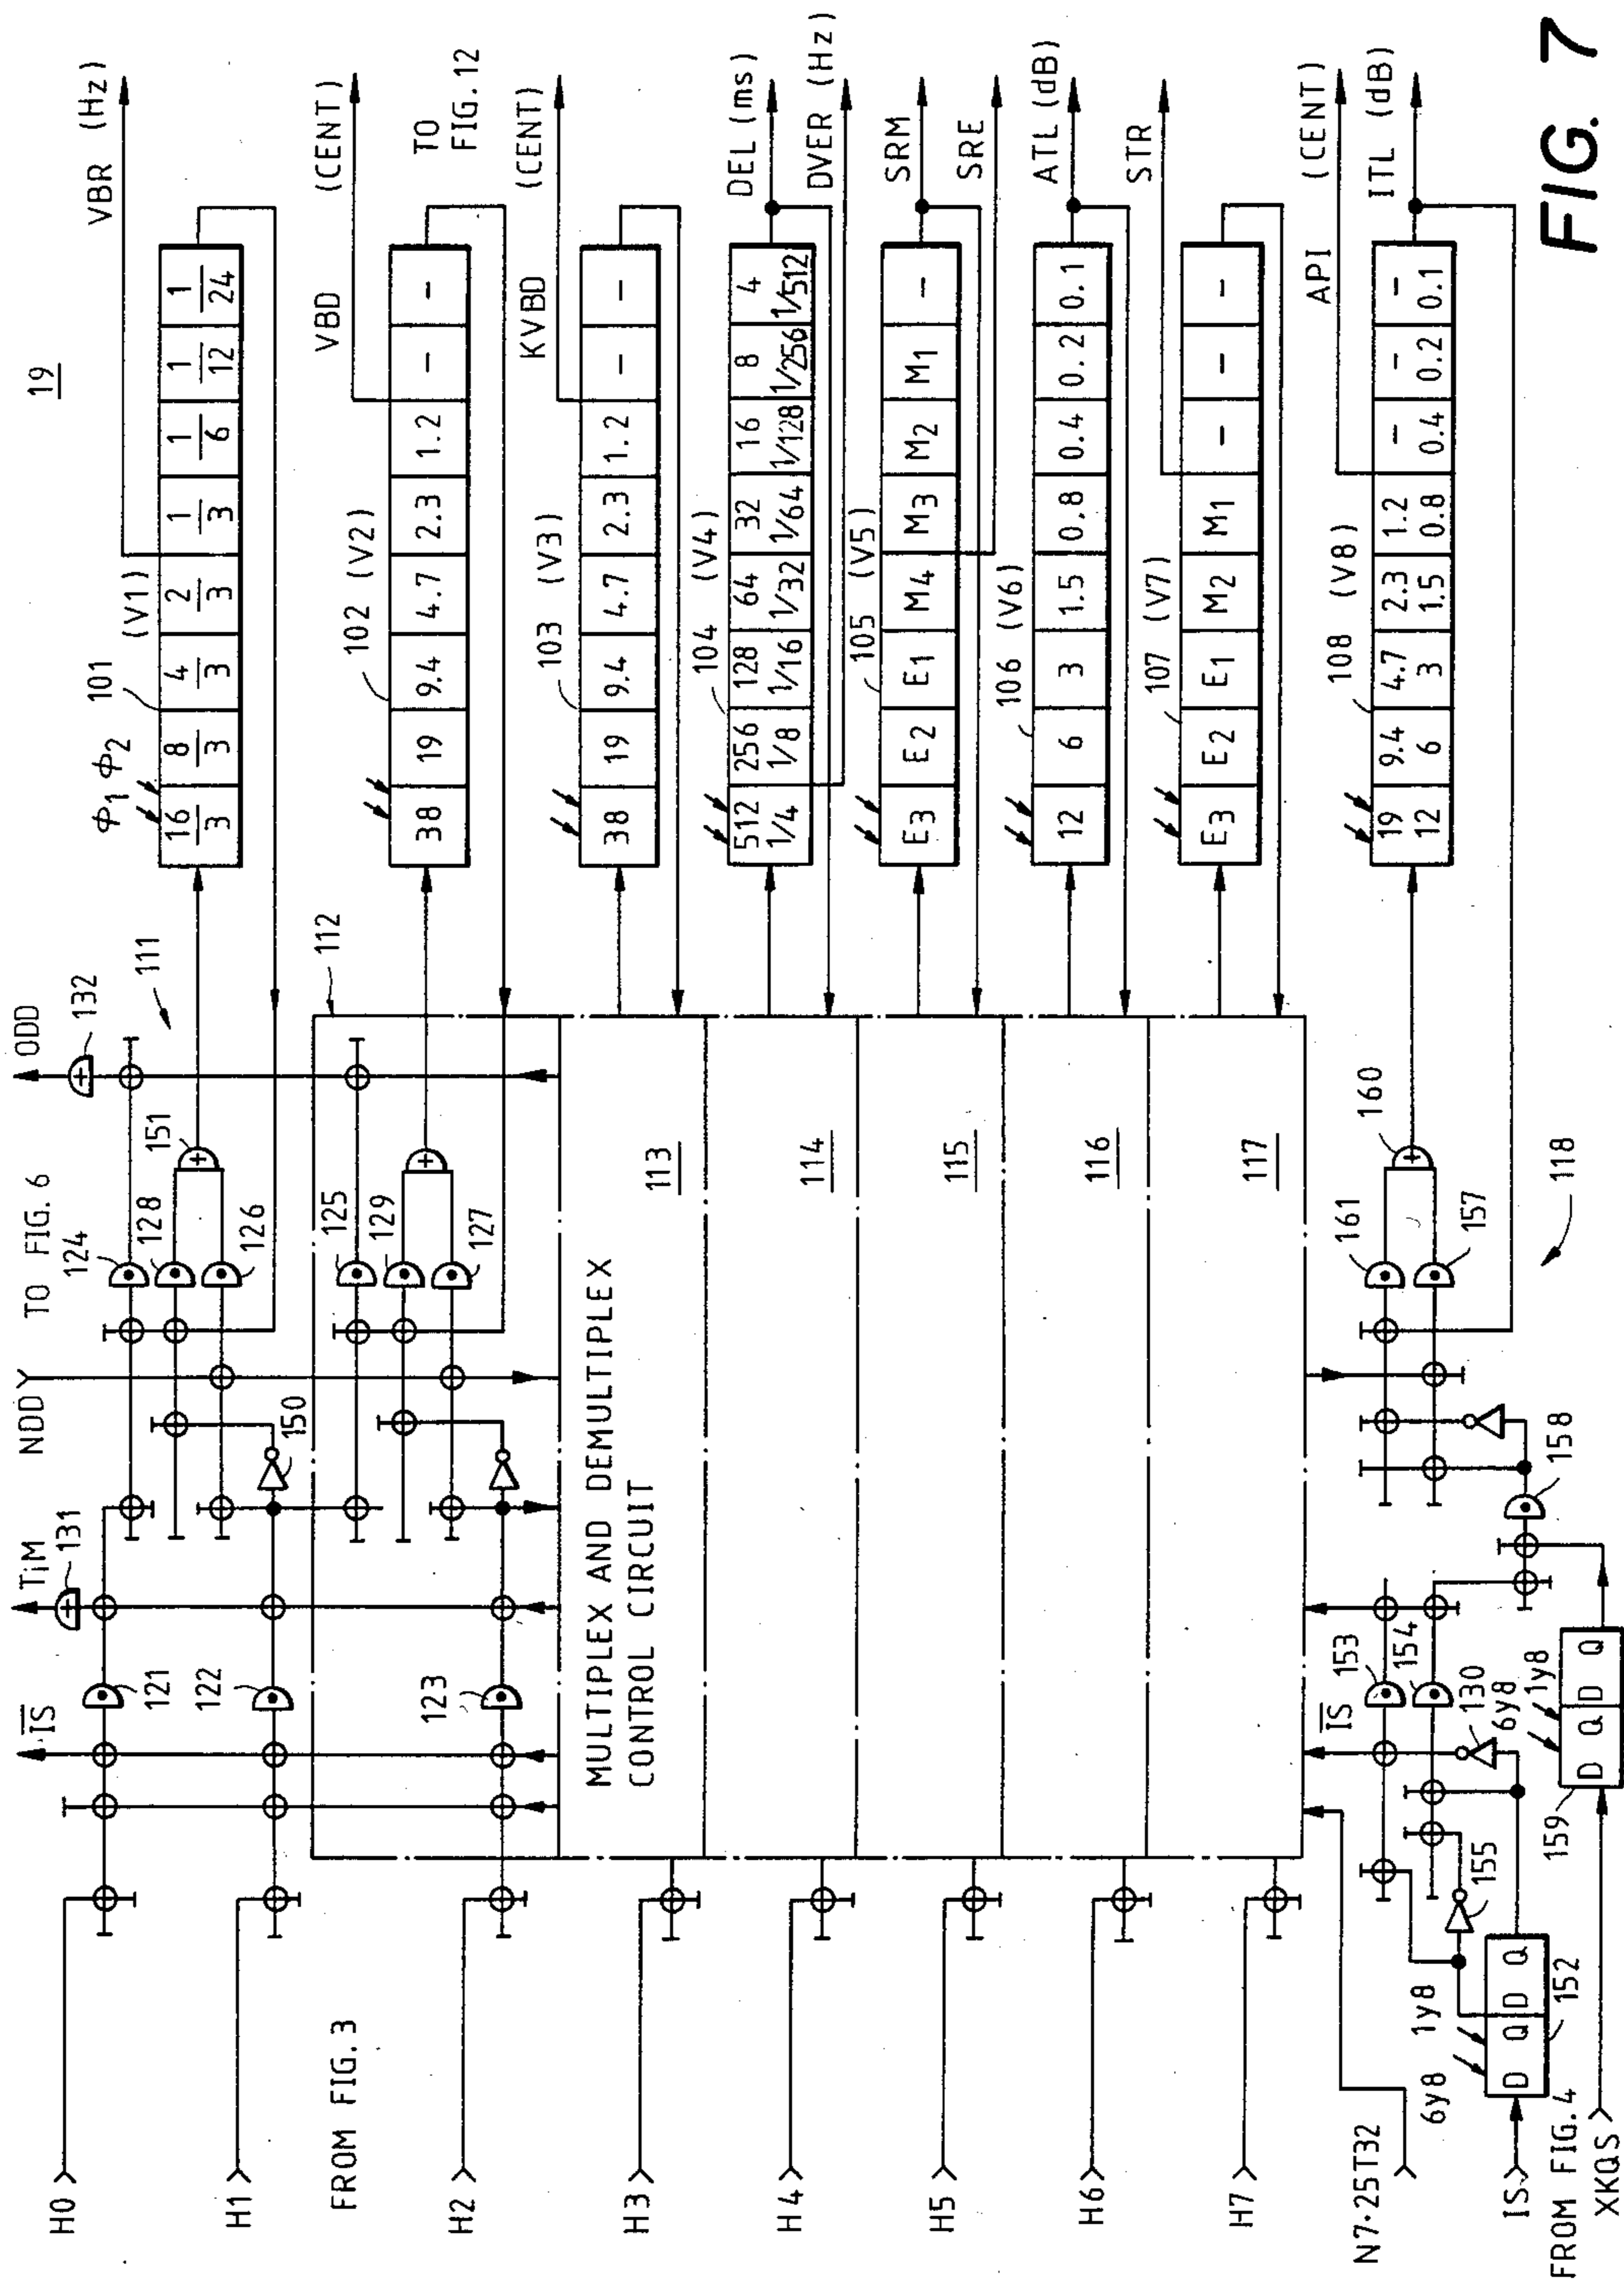 19
TO FIG. 6
NDD
ODD
TiM
IS
132
131
111
124
128
126
151
150
121
122
123
112
125
129
127
H0
H1
FROM FIG. 3
H2
H3
H4
H5
H6
H7
N7·25T32
MULTIPLEX AND DEMULTIPLEX
CONTROL CIRCUIT
113
114
115
116
117
Φ1 Φ2
101 (V1)
16/3 8/3 4/3 2/3 1/3 1/6 1/12 1/24
VBR (Hz)
102 (V2)
38 19 9.4 4.7 2.3 1.2 - -
VBD (CENT)
TO
FIG. 12
103 (V3)
38 19 9.4 4.7 2.3 1.2 - -
KVBD (CENT)
104 (V4)
512 256 128 64 32 16 8 4
1/4 1/8 1/16 1/32 1/64 1/128 1/256 1/512
DEL (ms)
DVER (Hz)
105 (V5)
E3 E2 E1 M4 M3 M2 M1 -
SRM
SRE
106 (V6)
12 6 3 1.5 0.8 0.4 0.2 0.1
ATL (dB)
107 (V7)
E3 E2 E1 M2 M1 - - -
STR
108 (V8)
19 9.4 4.7 2.3 1.2 - - -
12 6 3 1.5 0.8 0.4 0.2 0.1
API (CENT)
ITL (dB)
160
161
157
118
158
IS
153
154
130
155
6y8 1y8
D Q D Q
152
IS
FROM FIG. 4
XKQS
6y8 1y8
D Q D Q
159
FIG. 7